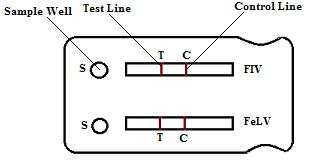 Sample Well Test Line Control Line
T C
S FIV
S FeLV
T C